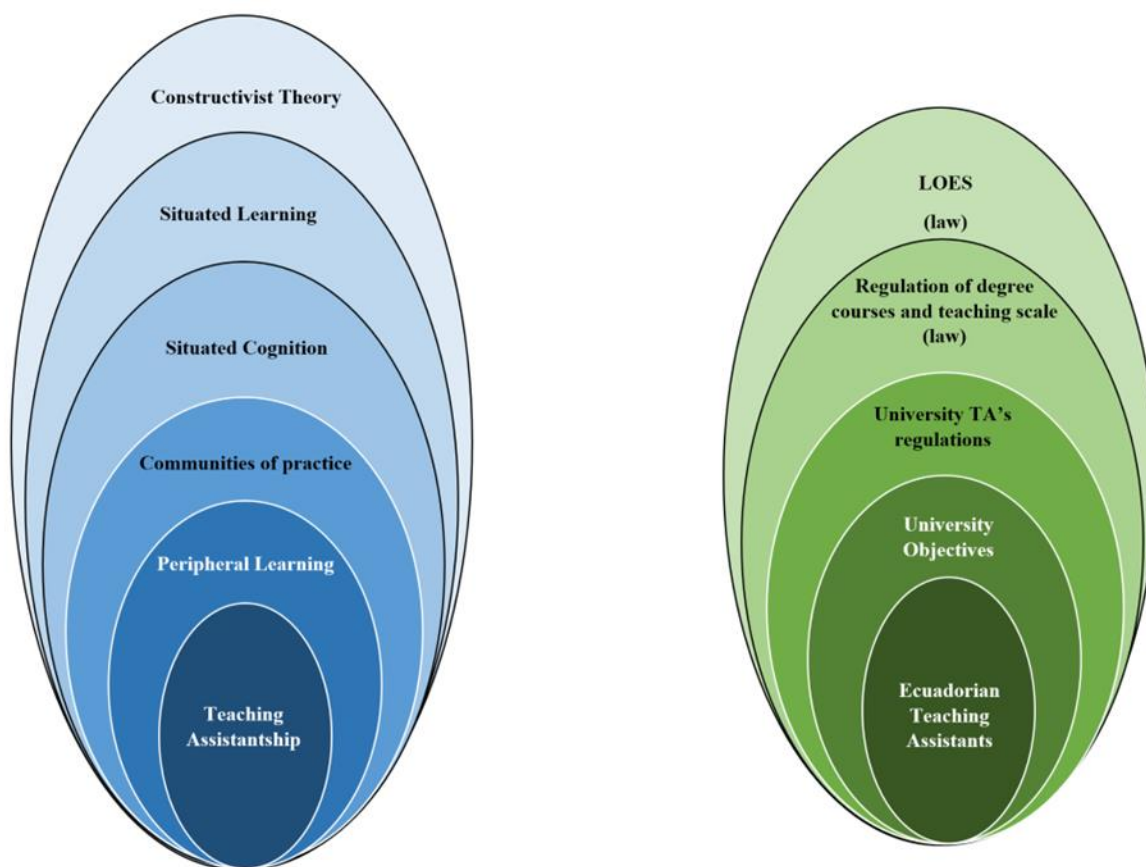 Constructivist Theory
Situated Learning
Situated Cognition
Communities of practice
Peripheral Learning
Teaching
Assistantship
LOES
(law)
Regulation of degree
courses and teaching scale
(law)
University TA’s
regulations
University
Objectives
Ecuadorian
Teaching
Assistants